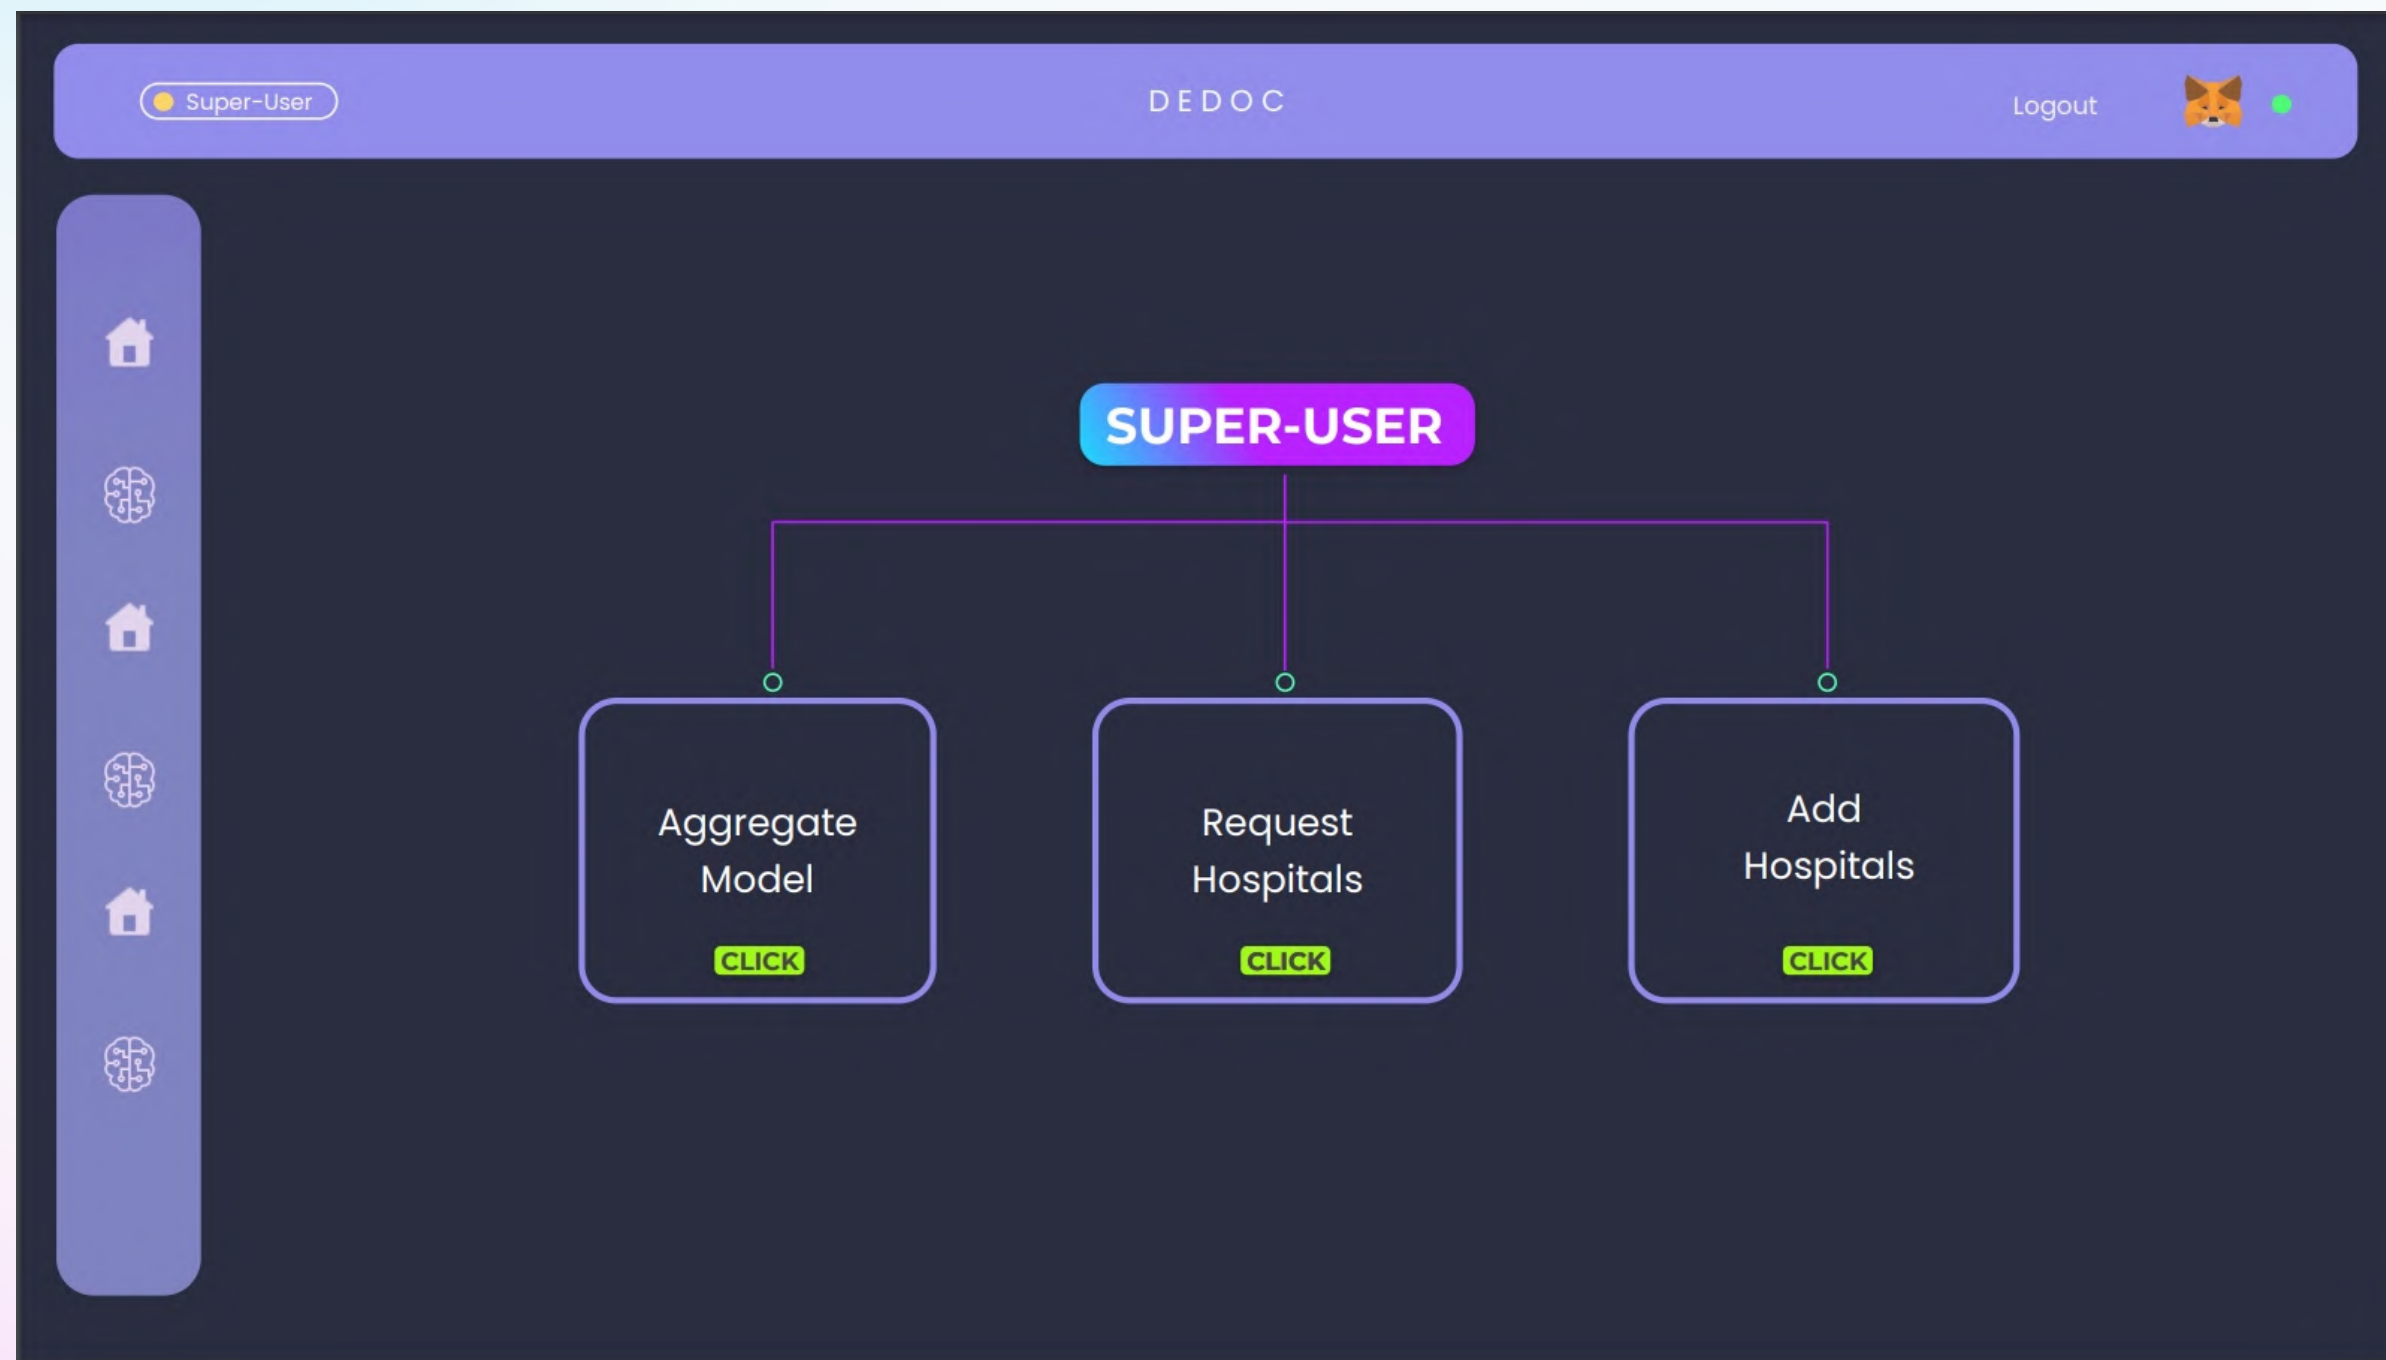 Super-User
DEDOC
Logout
SUPER-USER
Aggregate
Model
CLICK
Request
Hospitals
CLICK
Add
Hospitals
CLICK